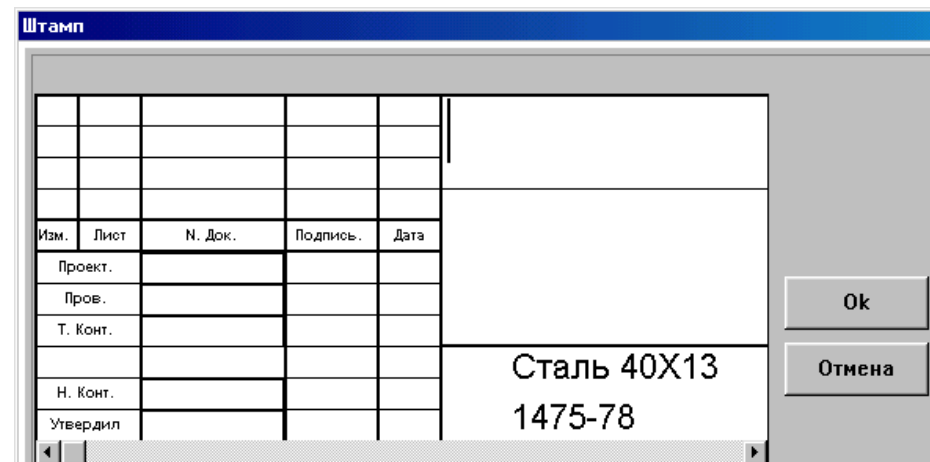 Штамп
Изм. Лист N. Док. Подпись. Дата
Проект.
Пров.
Т. Конт.
Н. Конт.
Утвердил
Сталь 40Х13
1475-78
Ok
Отмена